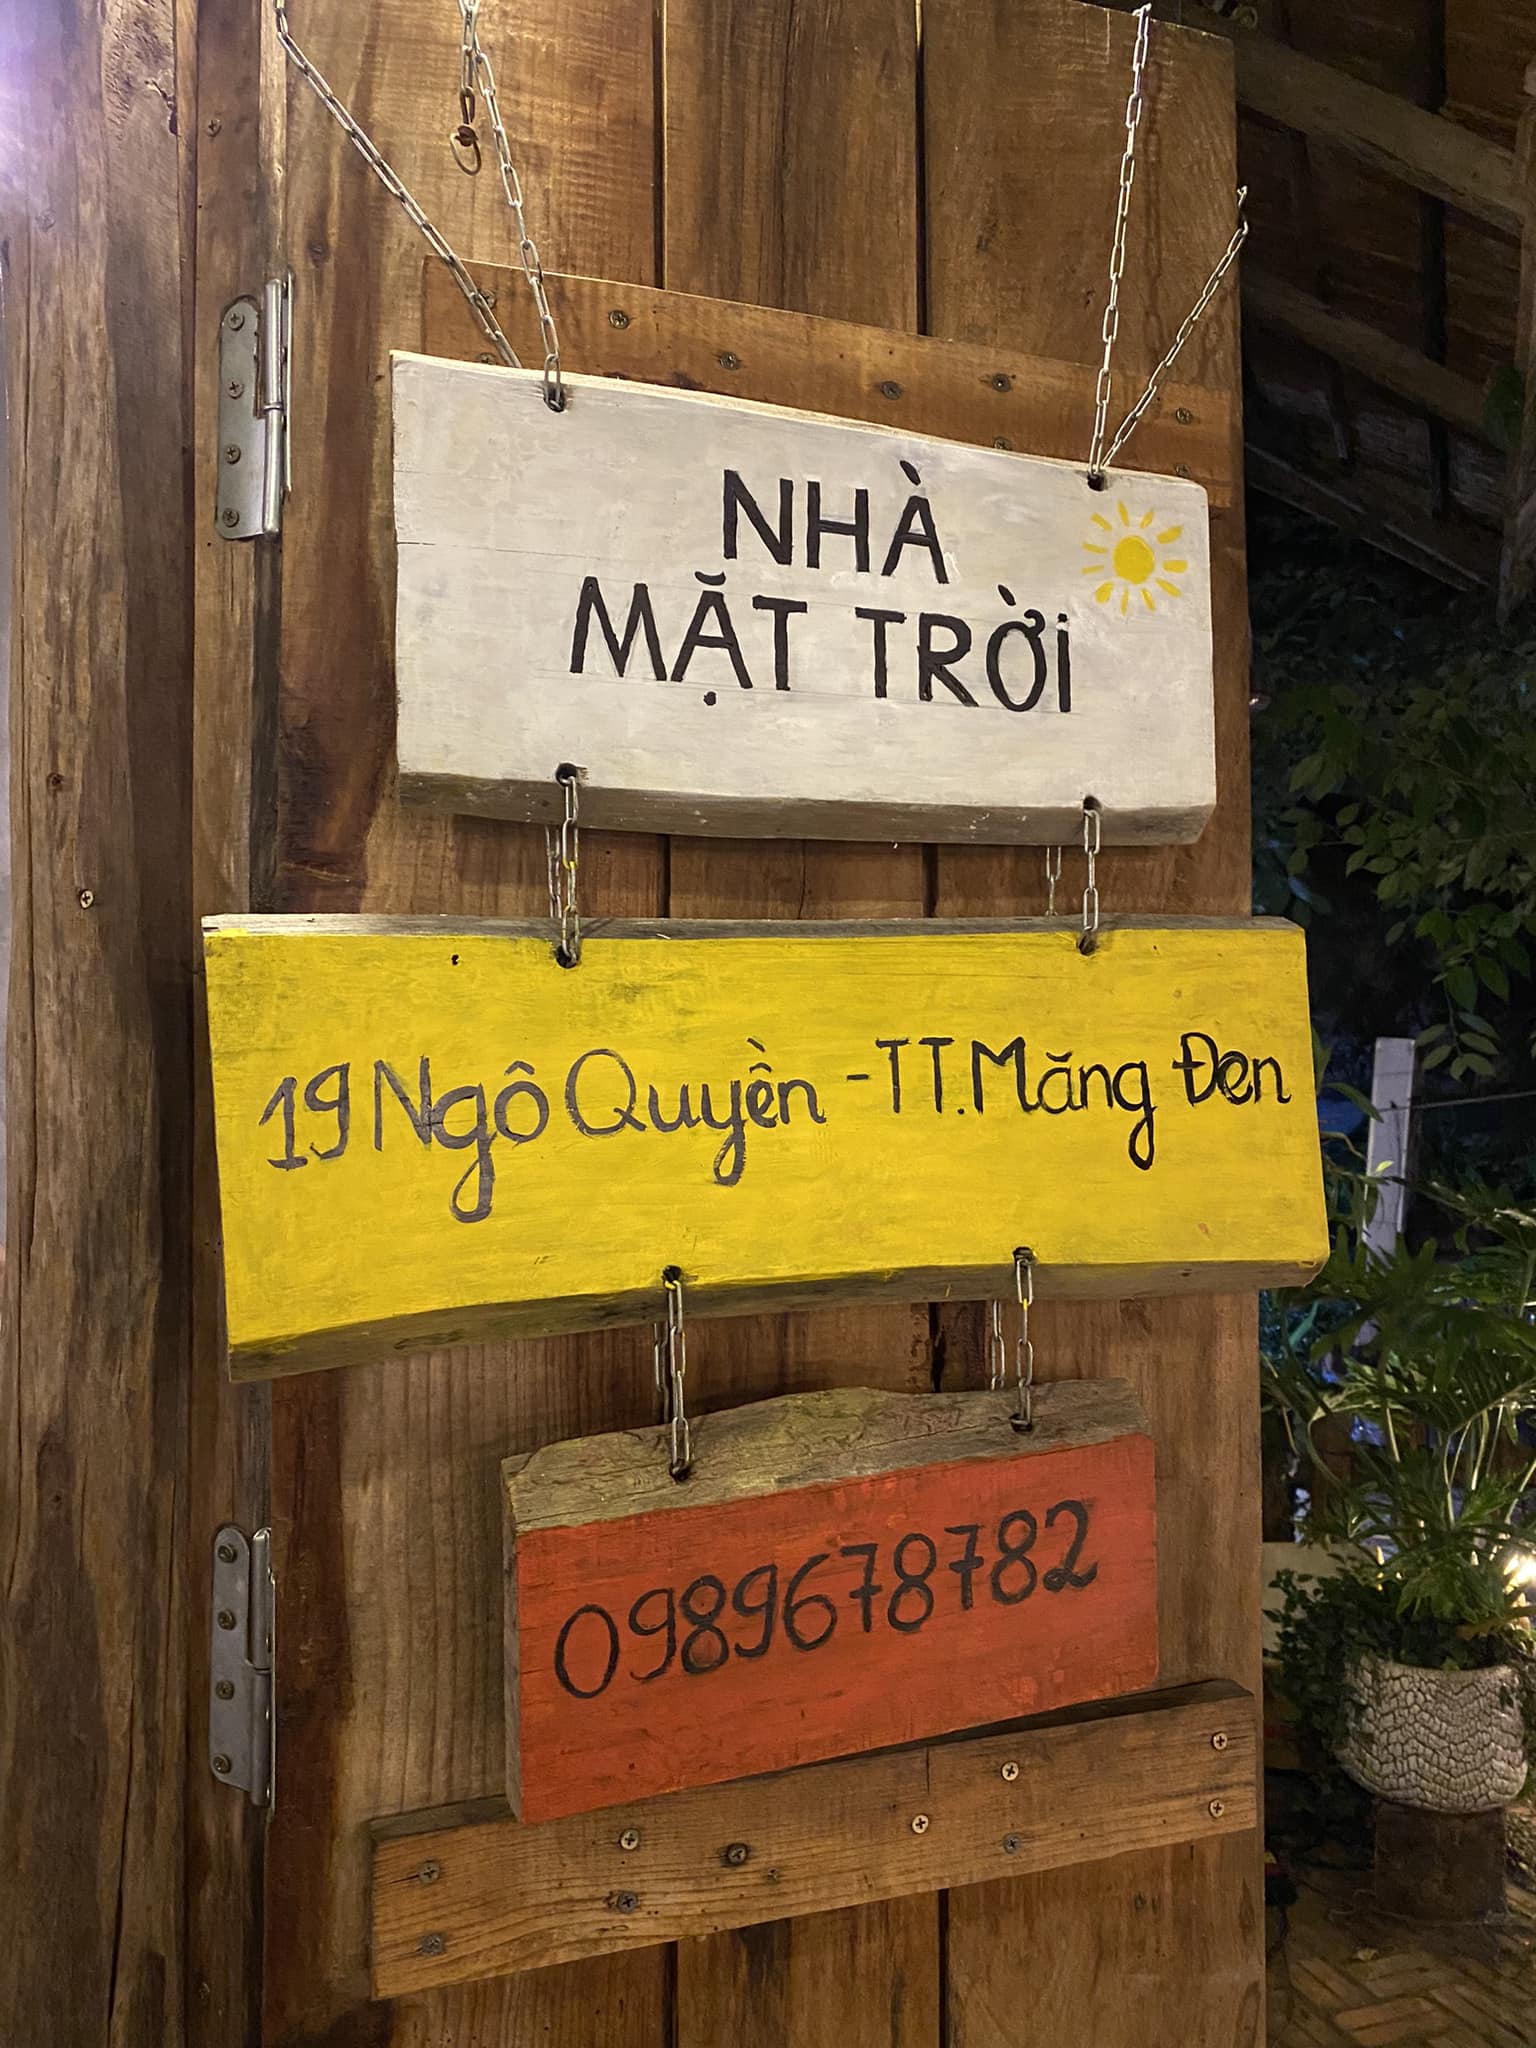 NHÀ
MẶT TRỜi
19 Ngô Quyền - TT.Măng Đen
0989678782